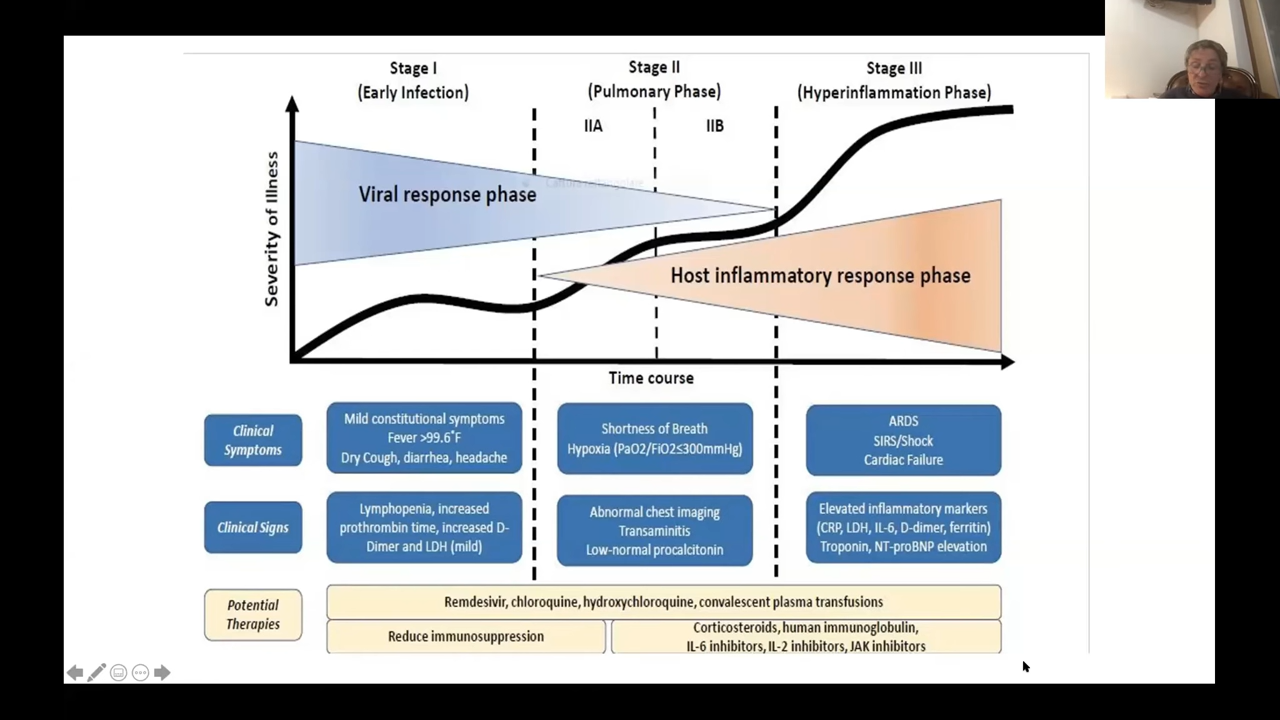 Stage I
(Early Infection)
Stage II
(Pulmonary Phase)
Stage III
(Hyperinflammation Phase)
IIA
IIB
Severity of Illness
Viral response phase
Host inflammatory response phase
Time course
Clinical
Symptoms
Mild constitutional symptoms
Fever >99.6°F
Dry Cough, diarrhea, headache
Shortness of Breath
Hypoxia (PaO2/FiO2≤300mmHg)
ARDS
SIRS/Shock
Cardiac Failure
Clinical Signs
Lymphopenia, increased
prothrombin time, increased D-
Dimer and LDH (mild)
Abnormal chest imaging
Transaminitis
Low-normal procalcitonin
Elevated inflammatory markers
(CRP, LDH, IL-6, D-dimer, ferritin)
Troponin, NT-proBNP elevation
Potential
Therapies
Remdesivir, chloroquine, hydroxychloroquine, convalescent plasma transfusions
Reduce immunosuppression
Corticosteroids, human immunoglobulin,
IL-6 inhibitors, IL-2 inhibitors, JAK inhibitors